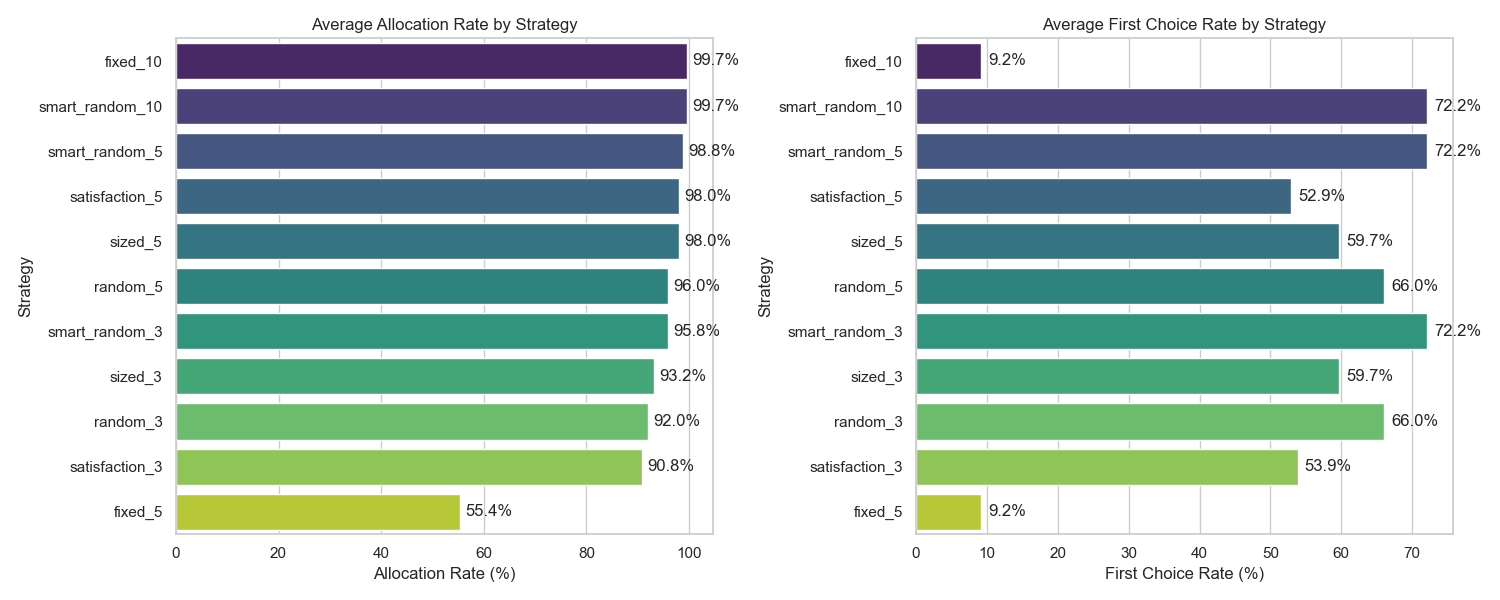 Average Allocation Rate by Strategy
Strategy
fixed_10
99.7%
smart_random_10
99.7%
smart_random_5
98.8%
satisfaction_5
98.0%
sized_5
98.0%
random_5
96.0%
smart_random_3
95.8%
sized_3
93.2%
random_3
92.0%
satisfaction_3
90.8%
fixed_5
55.4%
0 20 40 60 80 100
Allocation Rate (%)
Average First Choice Rate by Strategy
Strategy
fixed_10
9.2%
smart_random_10
72.2%
smart_random_5
72.2%
satisfaction_5
52.9%
sized_5
59.7%
random_5
66.0%
smart_random_3
72.2%
sized_3
59.7%
random_3
66.0%
satisfaction_3
53.9%
fixed_5
9.2%
0 10 20 30 40 50 60 70
First Choice Rate (%)